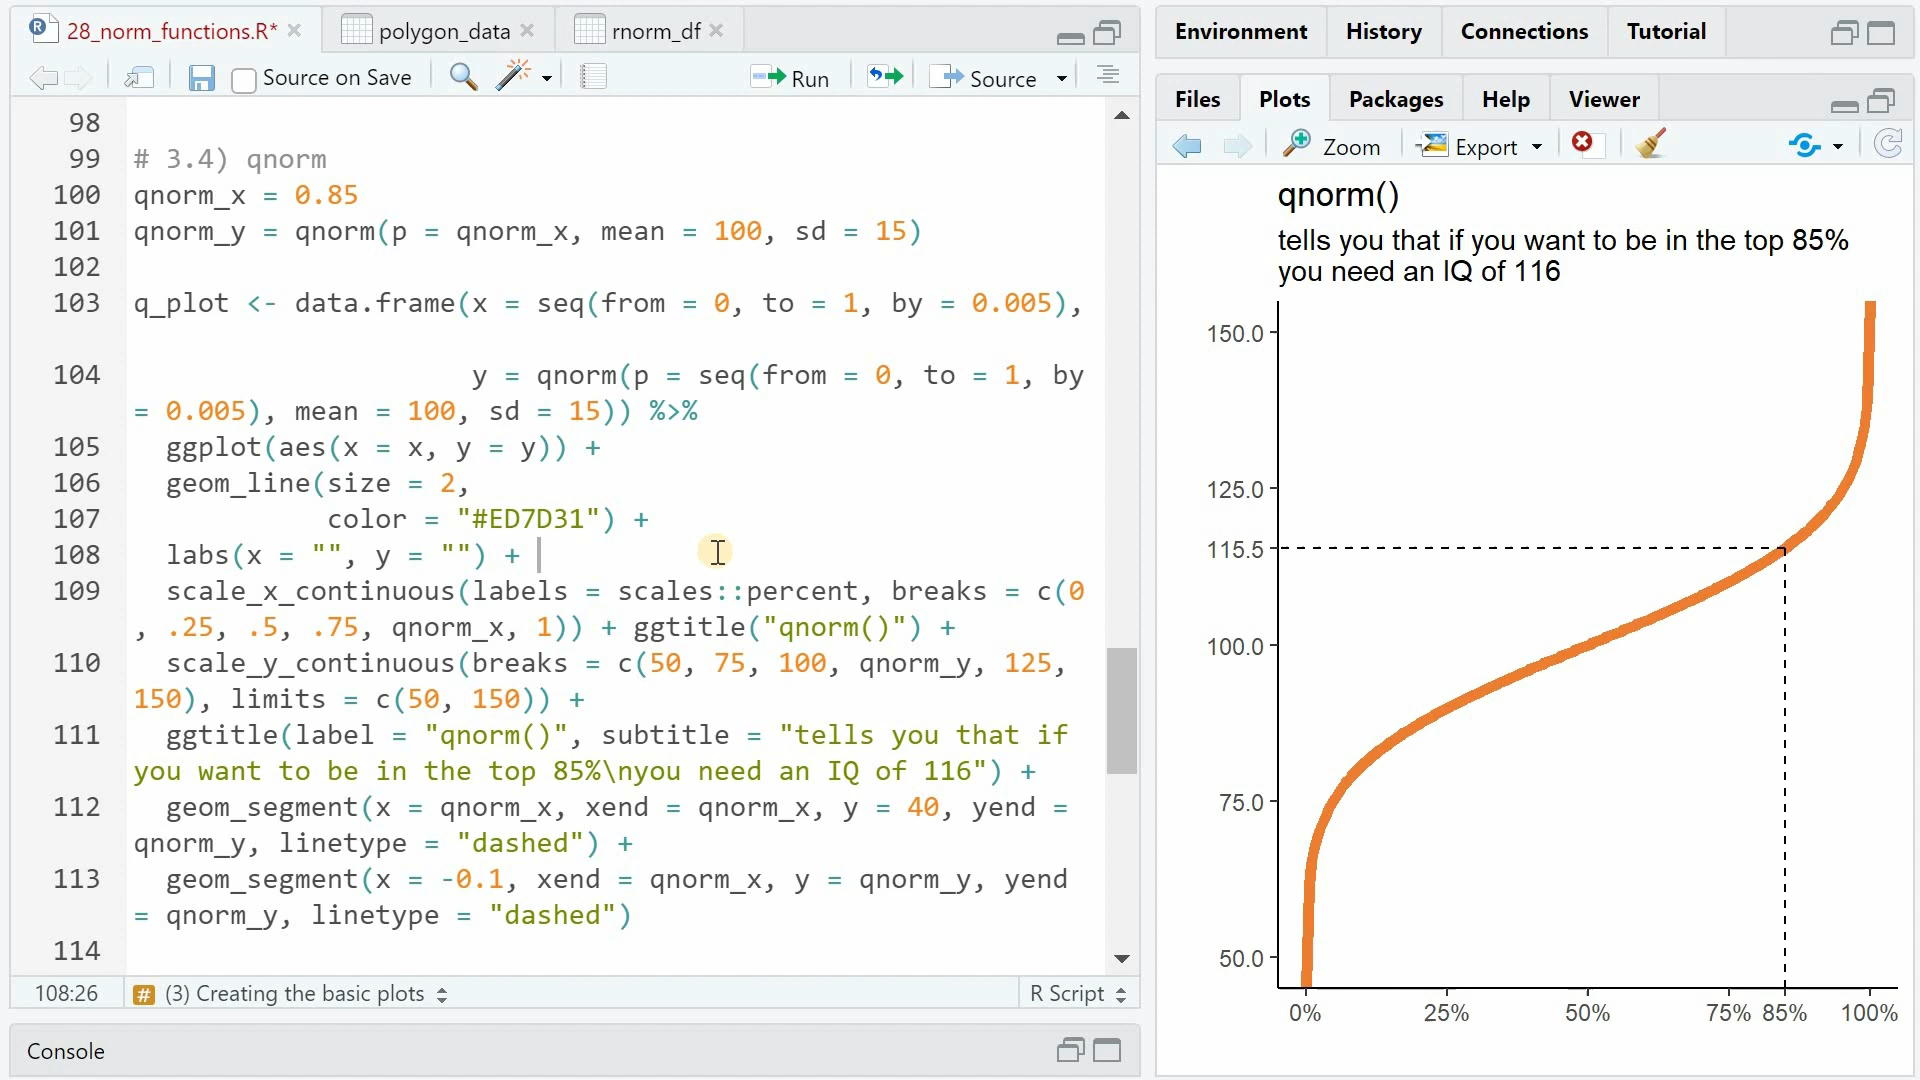 28_norm_functions.R*
polygon_data
rnorm_df
Source on Save
Run
Source
98
99 # 3.4) qnorm
100 qnorm_x = 0.85
101 qnorm_y = qnorm(p = qnorm_x, mean = 100, sd = 15)
102
103 q_plot <- data.frame(x = seq(from = 0, to = 1, by = 0.005),
104 y = qnorm(p = seq(from = 0, to = 1, by
= 0.005), mean = 100, sd = 15)) %>%
105 ggplot(aes(x = x, y = y)) +
106 geom_line(size = 2,
107 color = "#ED7D31") +
108 labs(x = "", y = "") +
109 scale_x_continuous(labels = scales::percent, breaks = c(0
, .25, .5, .75, qnorm_x, 1)) + ggtitle("qnorm()") +
110 scale_y_continuous(breaks = c(50, 75, 100, qnorm_y, 125,
150), limits = c(50, 150)) +
111 ggtitle(label = "qnorm()", subtitle = "tells you that if
you want to be in the top 85%\nyou need an IQ of 116") +
112 geom_segment(x = qnorm_x, xend = qnorm_x, y = 40, yend =
qnorm_y, linetype = "dashed") +
113 geom_segment(x = -0.1, xend = qnorm_x, y = qnorm_y, yend
= qnorm_y, linetype = "dashed")
114
108:26
# (3) Creating the basic plots
R Script
Console
Environment
History
Connections
Tutorial
Files
Plots
Packages
Help
Viewer
Zoom
Export
qnorm()
tells you that if you want to be in the top 85%
you need an IQ of 116
150.0
125.0
115.5
100.0
75.0
50.0
0% 25% 50% 75% 85% 100%